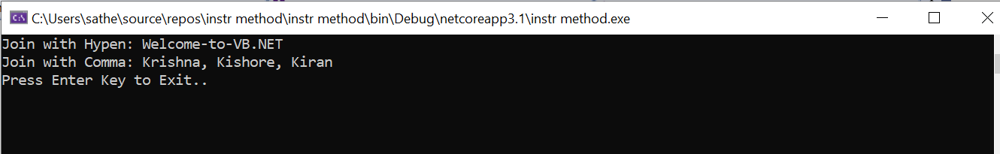 C:\Users\sathe\source\repos\instr method\instr method\bin\Debug\netcoreapp3.1\instr method.exe
Join with Hypen: Welcome-to-VB.NET
Join with Comma: Krishna, Kishore, Kiran
Press Enter Key to Exit..